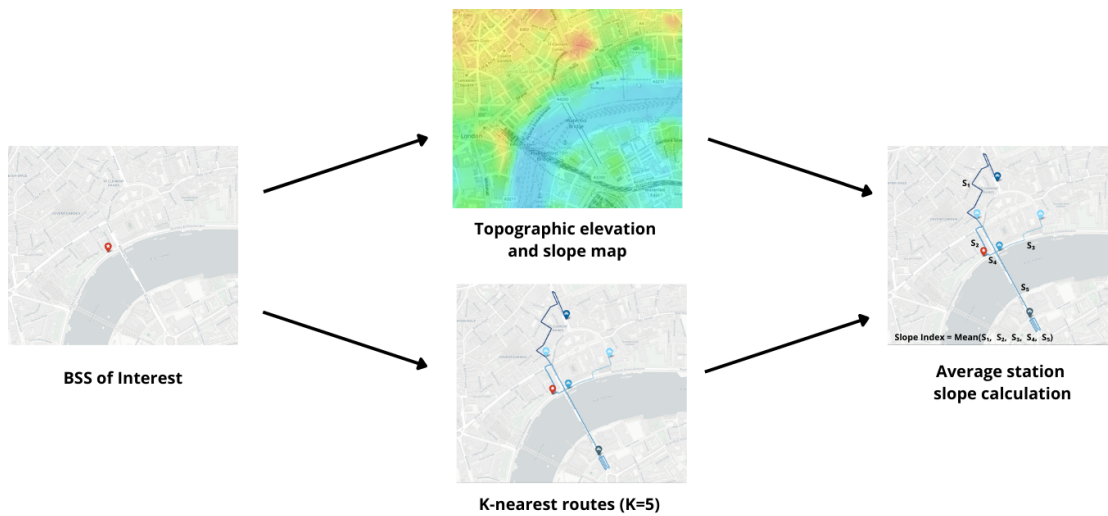 BSS of Interest
Topographic elevation
and slope map
K-nearest routes (K=5)
S₁
S₂
S₃
S₄
S₅
Slope Index = Mean(S₁, S₂, S₃, S₄, S₅)
Average station
slope calculation